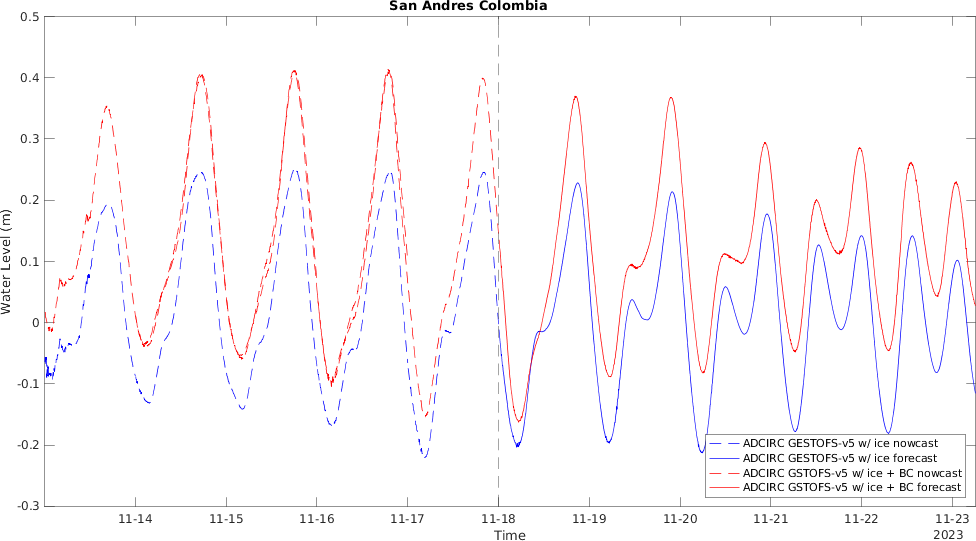 San Andres Colombia
Water Level (m)
0.5
0.4
0.3
0.2
0.1
0
-0.1
-0.2
-0.3
ADCIRC GESTOFS-v5 w/ ice nowcast
ADCIRC GESTOFS-v5 w/ ice forecast
ADCIRC GSTOFS-v5 w/ ice + BC nowcast
ADCIRC GSTOFS-v5 w/ ice + BC forecast
11-14 11-15 11-16 11-17 11-18 11-19 11-20 11-21 11-22 11-23
Time
2023